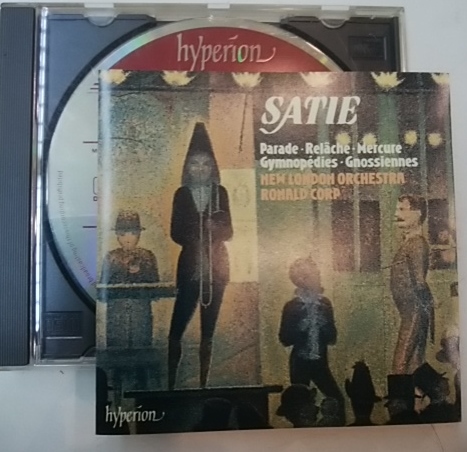 hyperion
SATIE
Parade · Relâche · Mercure
Gymnopédies · Gnossiennes
NEW LONDON ORCHESTRA
RONALD CORP
hyperion